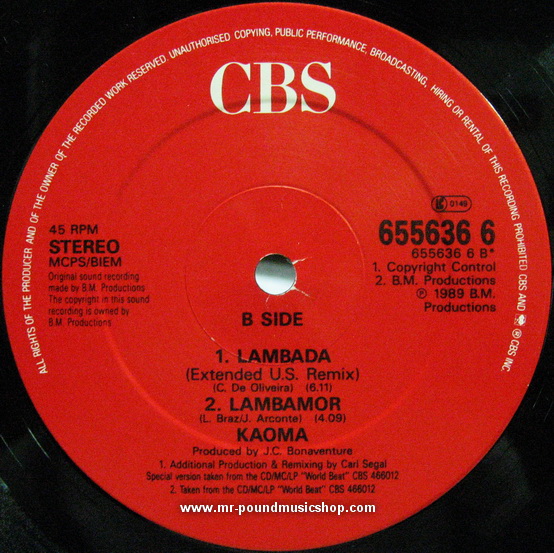 ALL RIGHTS OF THE PRODUCER AND OF THE OWNER OF THE RECORDED WORK RESERVED. UNAUTHORISED COPYING, PUBLIC PERFORMANCE, BROADCASTING, HIRING OR RENTAL OF THIS RECORDING PROHIBITED CBS AND ® © CBS INC.
CBS
0149
45 RPM
STEREO
MCPS/BIEM
Original sound recording
made by B.M. Productions
The copyright in this sound
recording is owned by
B.M. Productions
655636 6
655636 6 B*
1. Copyright Control
2. B.M. Productions
℗ 1989 B.M.
Productions
B SIDE
1. LAMBADA
(Extended U.S. Remix)
(C. De Oliveira) (6.11)
2. LAMBAMOR
(L. Braz/J. Arconte) (4.09)
KAOMA
Produced by J.C. Bonaventure
1. Additional Production & Remixing by Carl Segal
Special version taken from the CD/MC/LP "World Beat" CBS 466012
2. Taken from the CD/MC/LP "World Beat" CBS 466012
www.mr-poundmusicshop.com